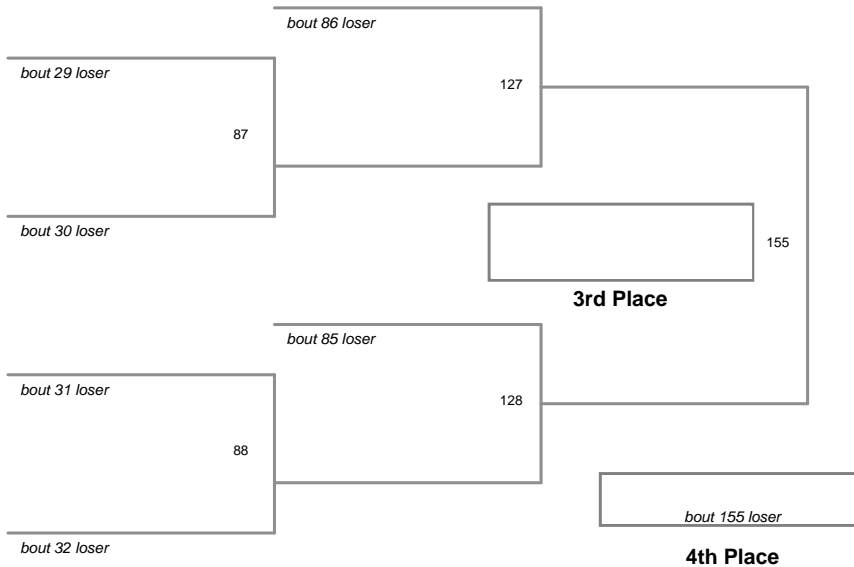 bout 86 loser
bout 29 loser
127
87
bout 30 loser
155
3rd Place
bout 85 loser
bout 31 loser
128
88
bout 155 loser
bout 32 loser
4th Place